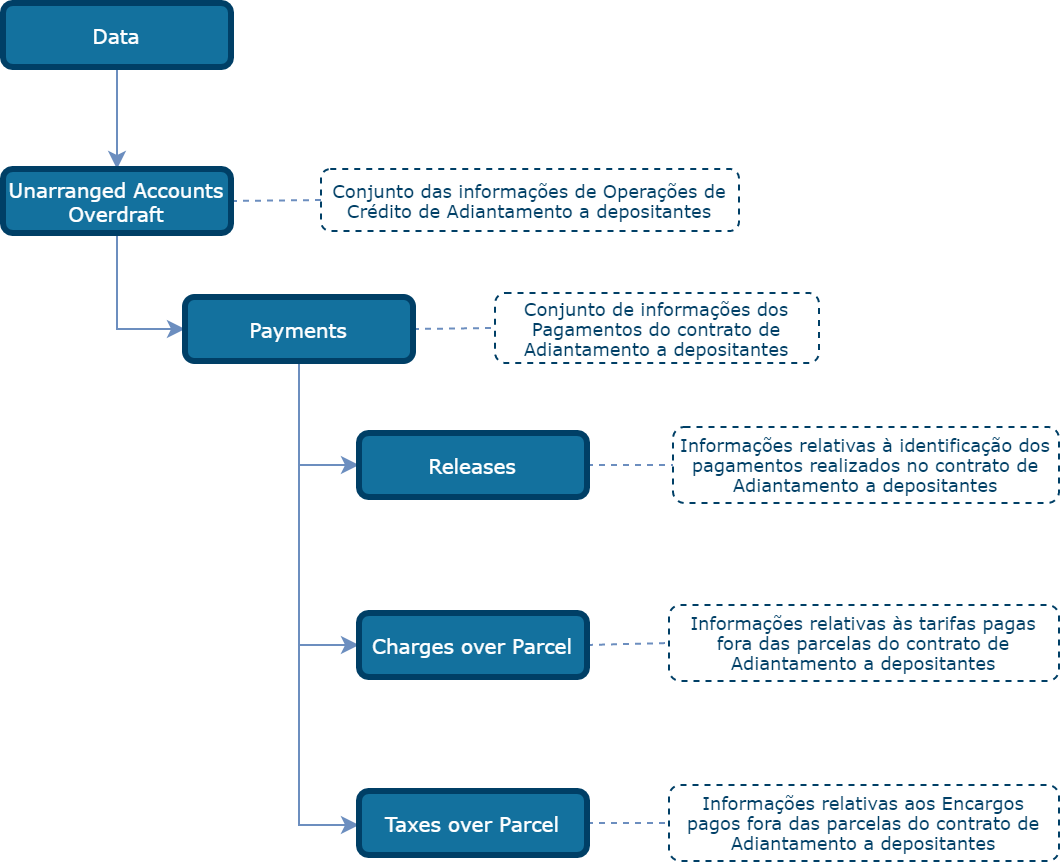 Data
Unarranged Accounts
Overdraft
Conjunto das informações de Operações de
Crédito de Adiantamento a depositantes
Payments
Conjunto de informações dos
Pagamentos do contrato de
Adiantamento a depositantes
Releases
Informações relativas à identificação dos
pagamentos realizados no contrato de
Adiantamento a depositantes
Charges over Parcel
Informações relativas às tarifas pagas
fora das parcelas do contrato de
Adiantamento a depositantes
Taxes over Parcel
Informações relativas aos Encargos
pagos fora das parcelas do contrato de
Adiantamento a depositantes